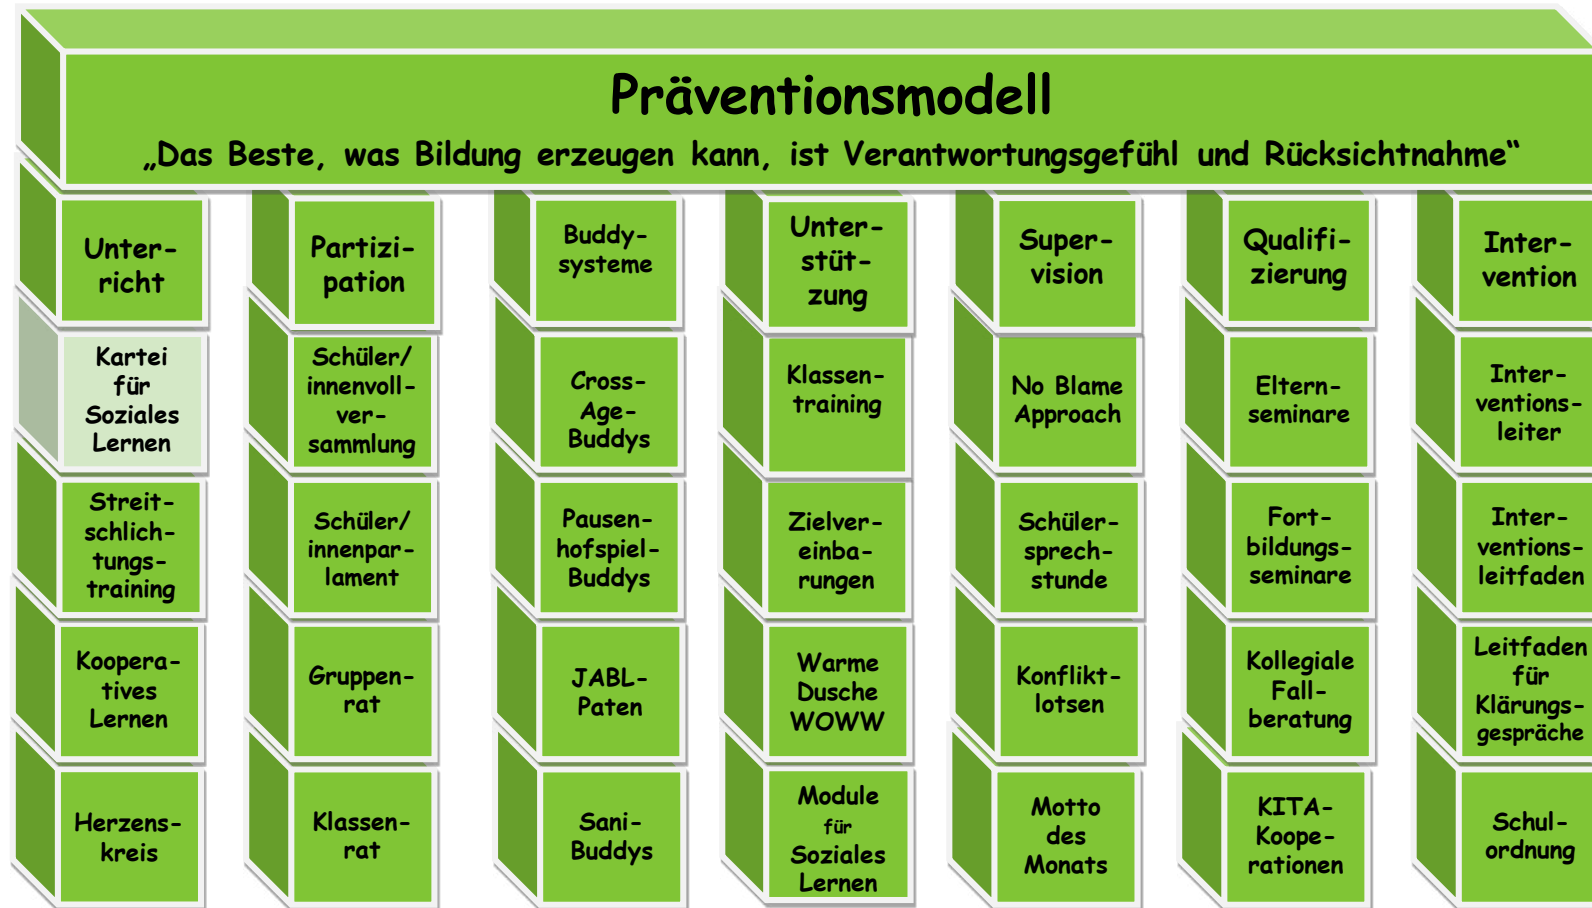 Präventionsmodell
„Das Beste, was Bildung erzeugen kann, ist Verantwortungsgefühl und Rücksichtnahme“
Unter-
richt
Kartei
für
Soziales
Lernen
Streit-
schlich-
tungs-
training
Koopera-
tives
Lernen
Herzens-
kreis
Partizi-
pation
Schüler/
innenvoll-
ver-
sammlung
Schüler/
innenpar-
lament
Gruppen-
rat
Klassen-
rat
Buddy-
systeme
Cross-
Age-
Buddys
Pausen-
hofspiel-
Buddys
JABL-
Paten
Sani-
Buddys
Unter-
stüt-
zung
Klassen-
training
Zielver-
einba-
rungen
Warme
Dusche
WOWW
Module
für
Soziales
Lernen
Super-
vision
No Blame
Approach
Schüler-
sprech-
stunde
Konflikt-
lotsen
Motto
des
Monats
Qualifi-
zierung
Eltern-
seminare
Fort-
bildungs-
seminare
Kollegiale
Fall-
beratung
KITA-
Koope-
rationen
Inter-
vention
Inter-
ventions-
leiter
Inter-
ventions-
leitfaden
Leitfaden
für
Klärungs-
gespräche
Schul-
ordnung